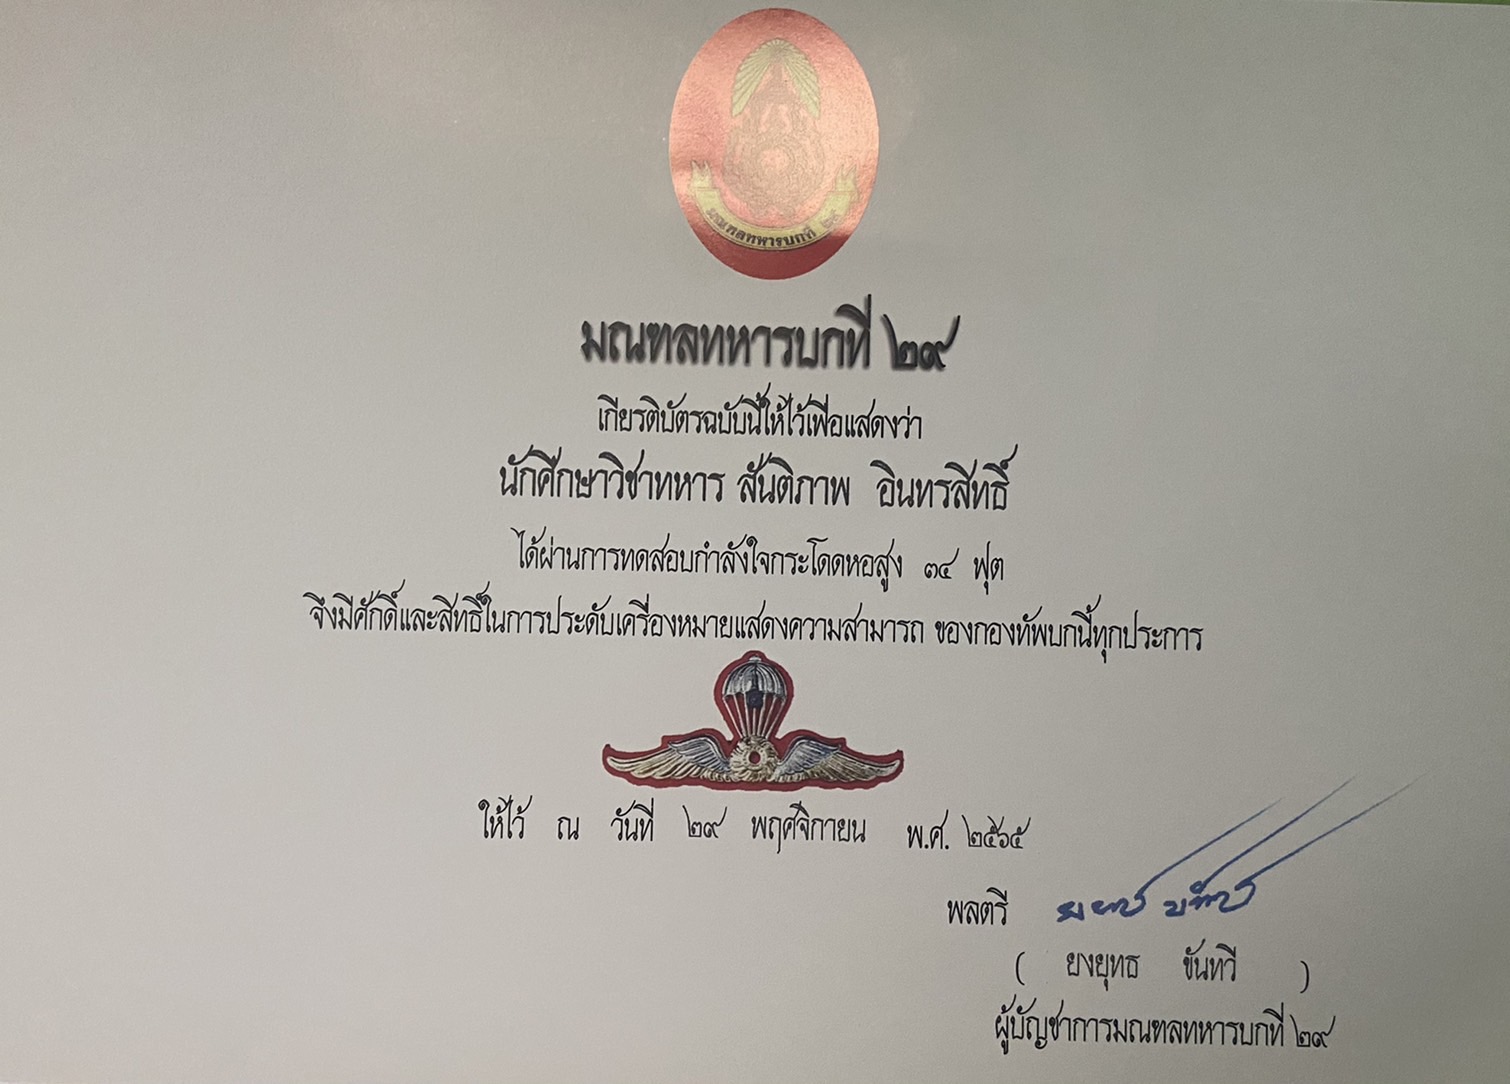 มณฑลทหารบกที่ ๒๙
มณฑลทหารบกที่ ๒๙
เกียรติบัตรฉบับนี้ให้ไว้เพื่อแสดงว่า
นักศึกษาวิชาทหาร สันติภาพ อินทรสิทธิ์
ได้ผ่านการทดสอบกำลังใจกระโดดหอสูง ๓๔ ฟุต
จึงมีศักดิ์และสิทธิ์ในการประดับเครื่องหมายแสดงความสามารถ ของกองทัพบกนี้ทุกประการ
ให้ไว้ ณ วันที่ ๒๙ พฤศจิกายน พ.ศ. ๒๕๖๕
พลตรี
( ยงยุทธ ขันทวี )
ผู้บัญชาการมณฑลทหารบกที่ ๒๙